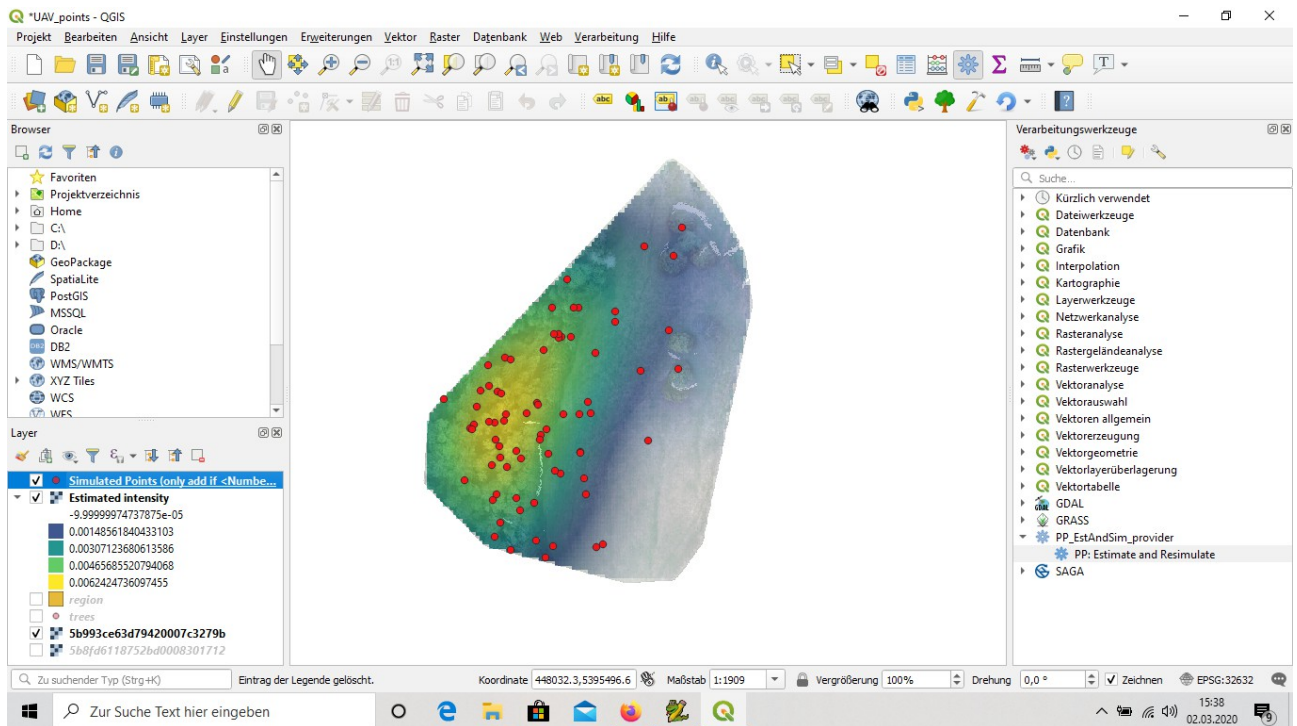 *UAV_points - QGIS
Projekt Bearbeiten Ansicht Layer Einstellungen Erweiterungen Vektor Raster Datenbank Web Verarbeitung Hilfe
Browser
Favoriten
Projektverzeichnis
Home
C:\
D:\
GeoPackage
SpatiaLite
PostGIS
MSSQL
Oracle
DB2
WMS/WMTS
XYZ Tiles
WCS
WFS
Layer
Simulated Points (only add if <Numbe...
Estimated intensity
-9.99999974737875e-05
0.00148561840433103
0.00307123680613586
0.00465685520794068
0.0062424736097455
region
trees
5b993ce63d79420007c3279b
5b8fd6118752bd0008301712
Verarbeitungswerkzeuge
Suche...
Kürzlich verwendet
Dateiwerkzeuge
Datenbank
Grafik
Interpolation
Kartographie
Layerwerkzeuge
Netzwerkanalyse
Rasteranalyse
Rastergeländeanalyse
Rasterwerkzeuge
Vektoranalyse
Vektorauswahl
Vektoren allgemein
Vektorerzeugung
Vektorgeometrie
Vektorlayerüberlagerung
Vektortabelle
GDAL
GRASS
PP_EstAndSim_provider
PP: Estimate and Resimulate
SAGA
Zu suchender Typ (Strg+K) Eintrag der Legende gelöscht. Koordinate 448032.3,5395496.6 Maßstab 1:1909 Vergrößerung 100% Drehung 0,0 ° Zeichnen EPSG:32632
Zur Suche Text hier eingeben
15:38
02.03.2020